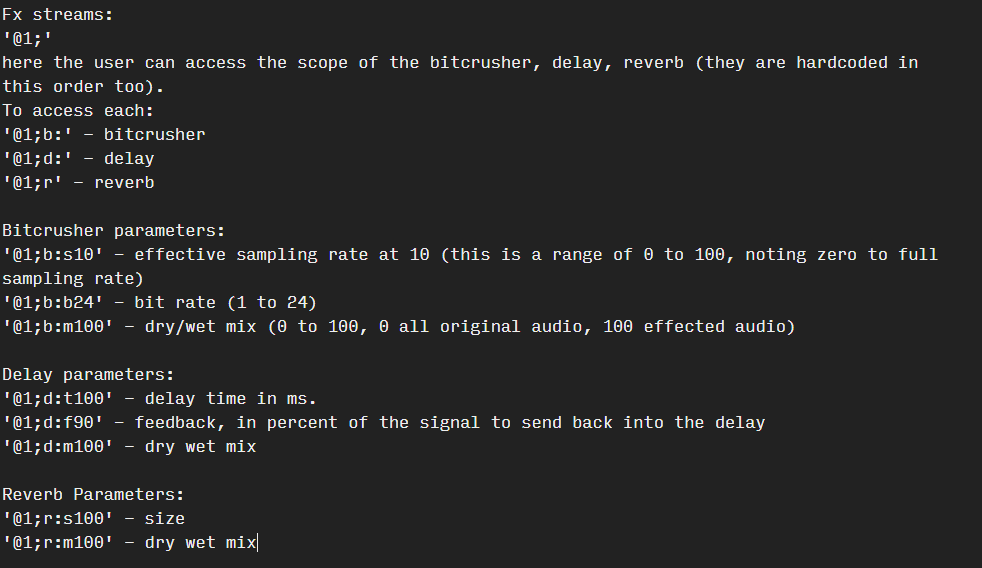 Fx streams:
'@1;'
here the user can access the scope of the bitcrusher, delay, reverb (they are hardcoded in
this order too).
To access each:
'@1;b:' – bitcrusher
'@1;d:' – delay
'@1;r' – reverb

Bitcrusher parameters:
'@1;b:s10' – effective sampling rate at 10 (this is a range of 0 to 100, noting zero to full
sampling rate)
'@1;b:b24' – bit rate (1 to 24)
'@1;b:m100' – dry/wet mix (0 to 100, 0 all original audio, 100 effected audio)

Delay parameters:
'@1;d:t100' – delay time in ms.
'@1;d:f90' – feedback, in percent of the signal to send back into the delay
'@1;d:m100' – dry wet mix

Reverb Parameters:
'@1;r:s100' – size
'@1;r:m100' – dry wet mix